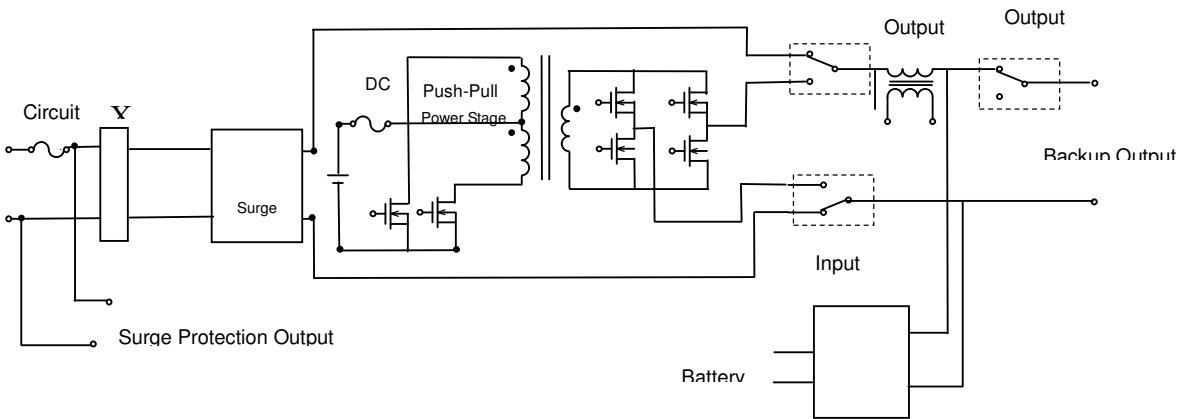 Output
Output
DC
Push-Pull
Power Stage
Circuit
Y
Backup Output
Surge
Input
Surge Protection Output
Battery